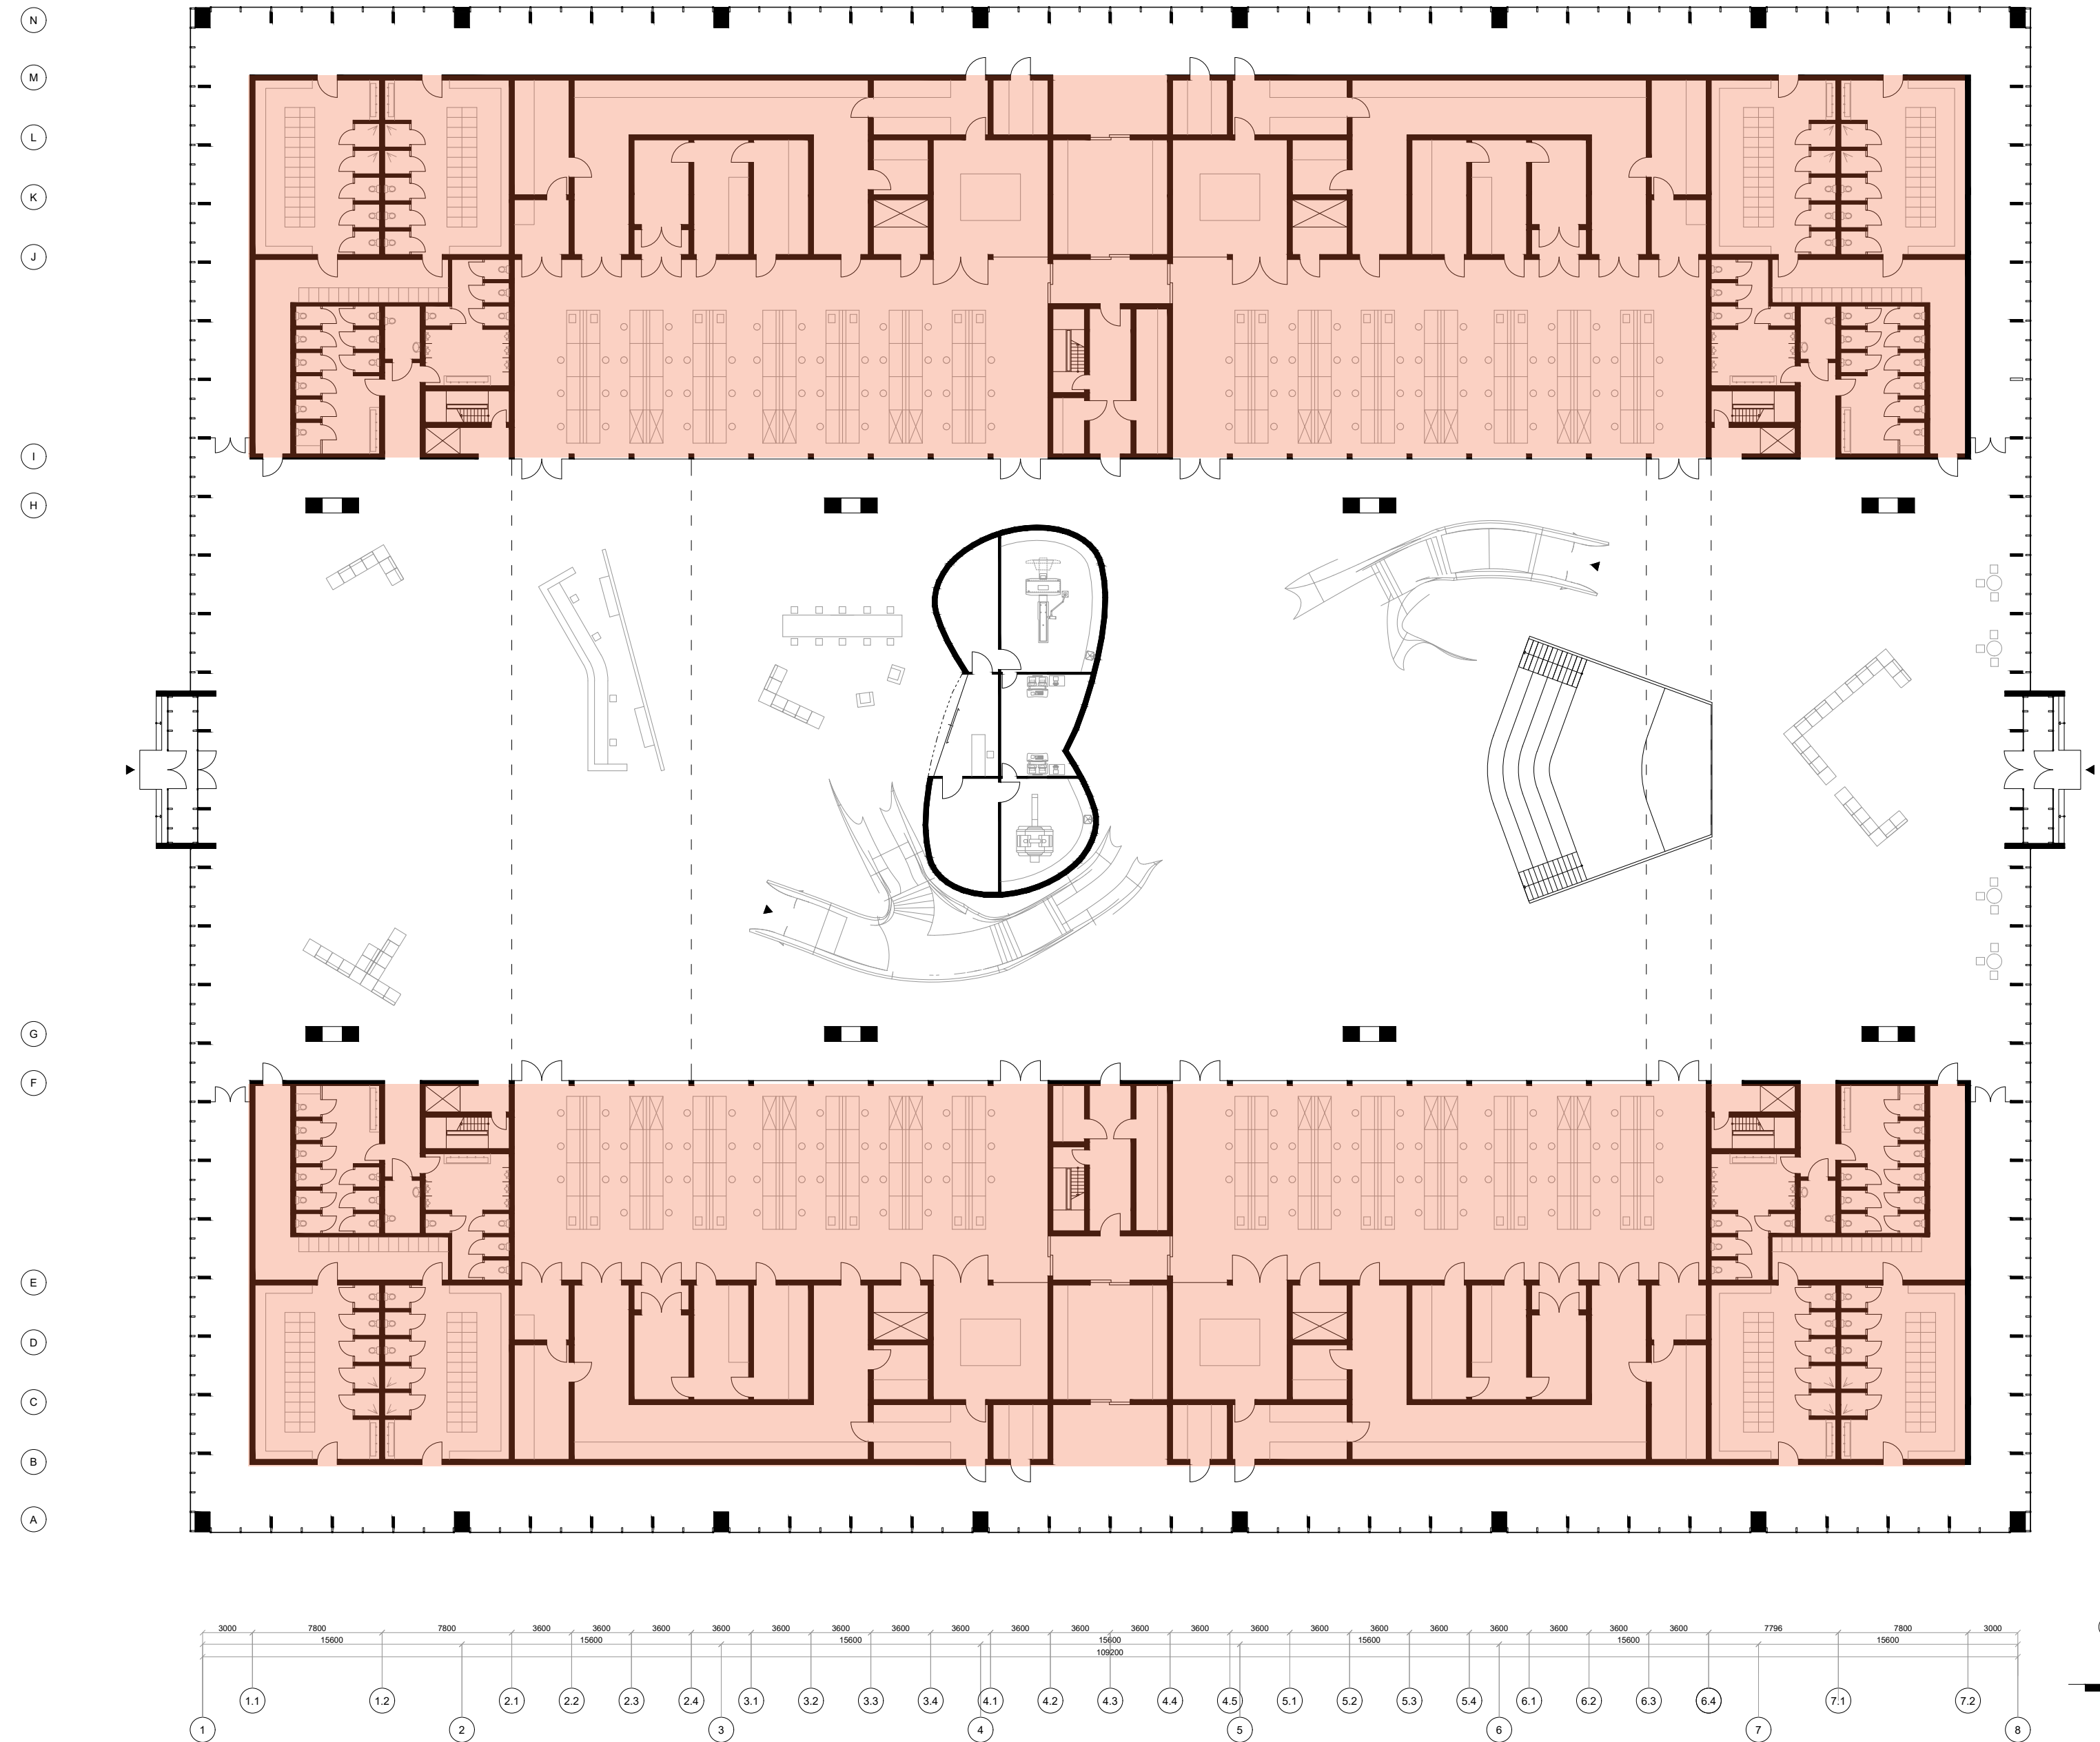 N
M
L
K
J
I
H
G
F
E
D
C
B
A
3000 7800 7800 3600 3600 3600 3600 3600 3600 3600 3600 3600 3600 3600 3600 3600 3600 3600 3600 3600 3600 3600 3600 7796 7800 3000
15600 15600 15600 15600 15600 15600 15600
109200
1.1 1.2 2.1 2.2 2.3 2.4 3.1 3.2 3.3 3.4 4.1 4.2 4.3 4.4 4.5 5.1 5.2 5.3 5.4 6.1 6.2 6.3 6.4 7.1 7.2
1 2 3 4 5 6 7 8